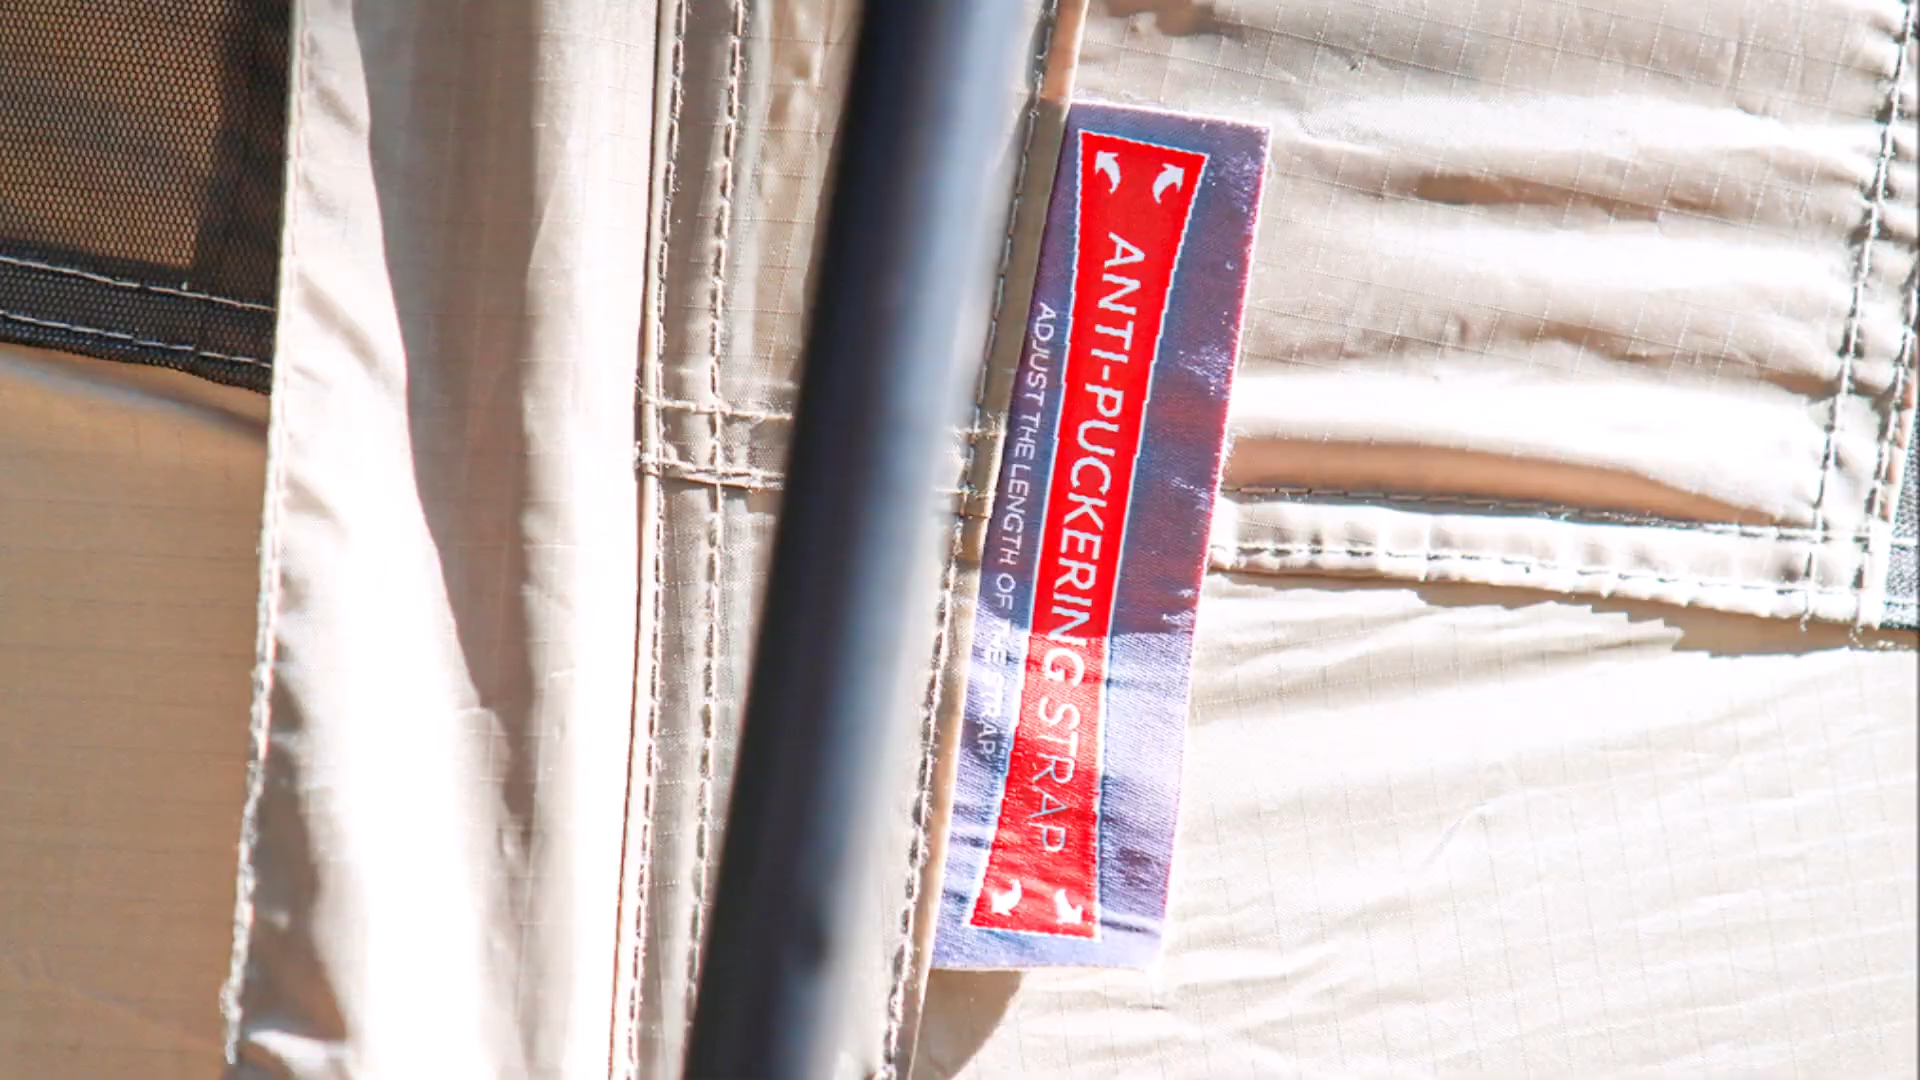 ANTI-PUCKERING STRAP
ADJUST THE LENGTH OF THE STRAP